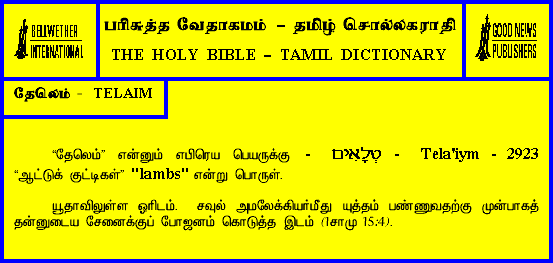 BELLWETHER
INTERNATIONAL
பரிசுத்த வேதாகமம் – தமிழ் சொல்லகராதி
THE HOLY BIBLE – TAMIL DICTIONARY
GOOD NEWS
PUBLISHERS
தேலெம் - TELAIM
“தேலெம்” என்னும் எபிரெய பெயருக்கு - טְלָאִים - Tela'iym - 2923
“ஆட்டுக் குட்டிகள்” "lambs" என்று பொருள்.
யூதாவிலுள்ள ஓரிடம். சவுல் அமலேக்கியர்மீது யுத்தம் பண்ணுவதற்கு முன்பாகத்
தன்னுடைய சேனைக்குப் போஜனம் கொடுத்த இடம் (1சாமு 15:4).